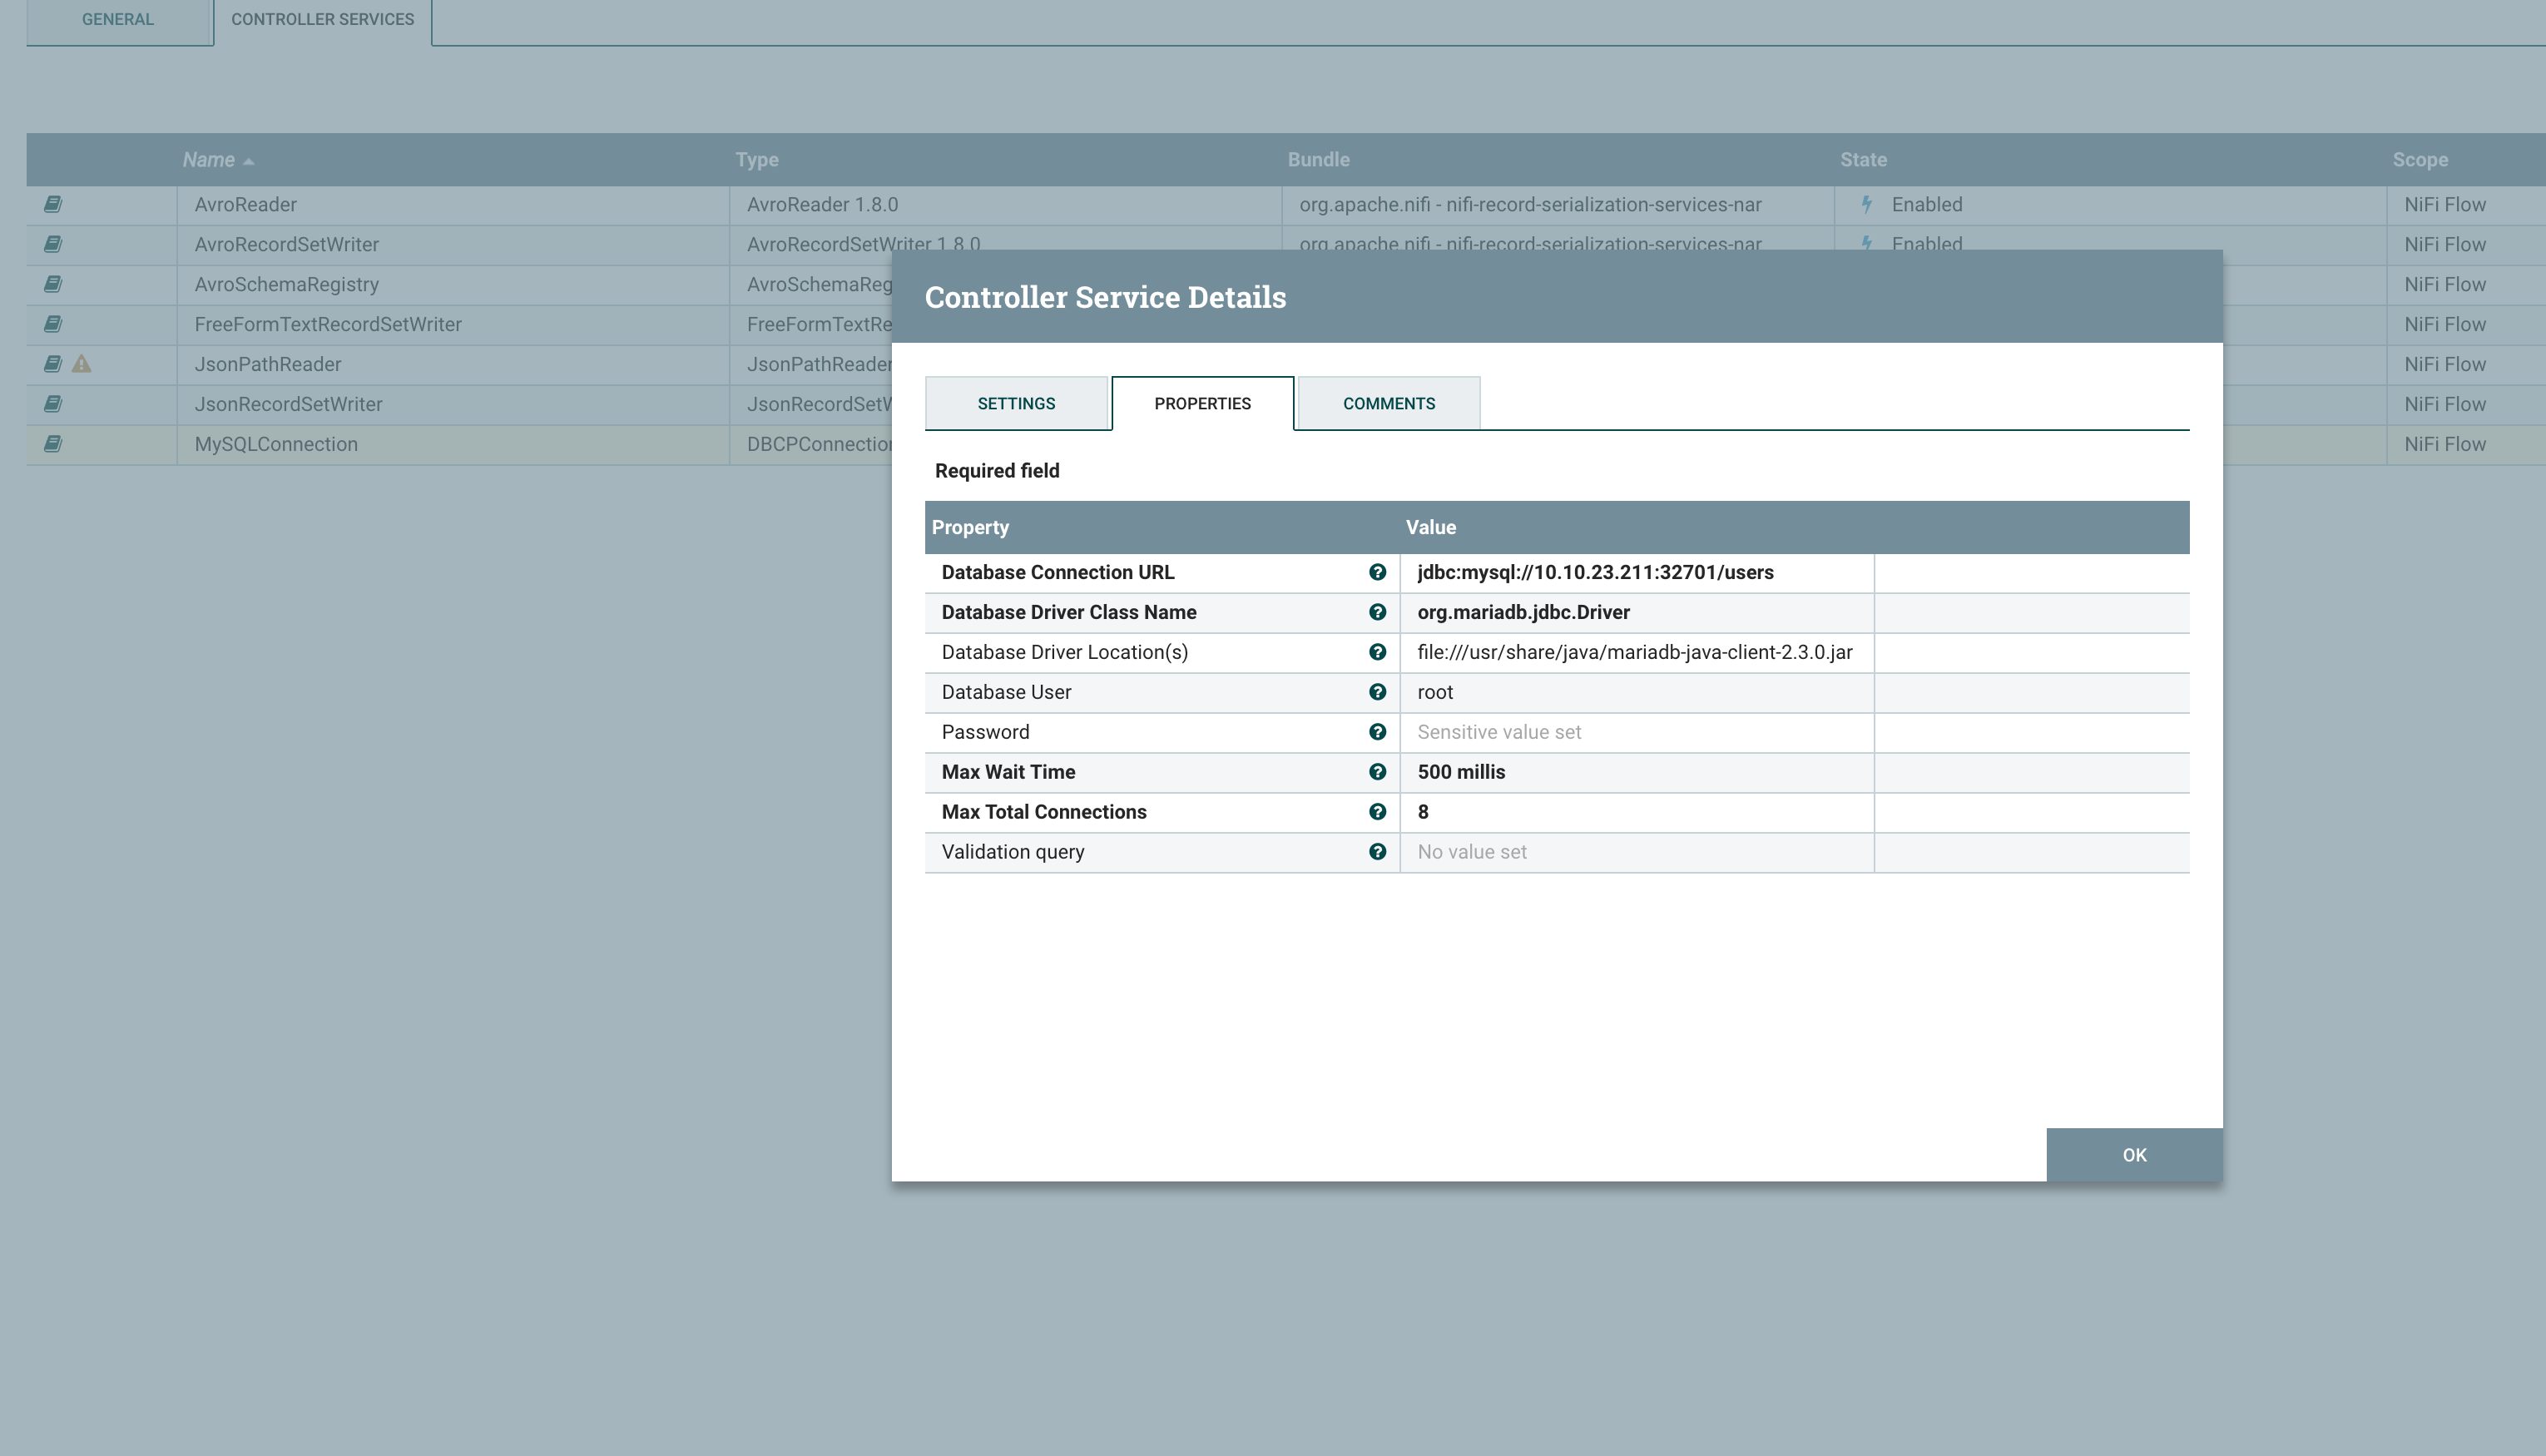 GENERAL CONTROLLER SERVICES
Name Type Bundle State Scope
AvroReader AvroReader 1.8.0 org.apache.nifi - nifi-record-serialization-services-nar Enabled NiFi Flow
AvroRecordSetWriter AvroRecordSetWriter 1.8.0 org.apache.nifi - nifi-record-serialization-services-nar Enabled NiFi Flow
AvroSchemaRegistry AvroSchemaReg NiFi Flow
FreeFormTextRecordSetWriter FreeFormTextRe NiFi Flow
JsonPathReader JsonPathReader NiFi Flow
JsonRecordSetWriter JsonRecordSetW NiFi Flow
MySQLConnection DBCPConnection NiFi Flow
Controller Service Details
SETTINGS PROPERTIES COMMENTS
Required field
Property Value
Database Connection URL ? jdbc:mysql://10.10.23.211:32701/users
Database Driver Class Name ? org.mariadb.jdbc.Driver
Database Driver Location(s) ? file:///usr/share/java/mariadb-java-client-2.3.0.jar
Database User ? root
Password ? Sensitive value set
Max Wait Time ? 500 millis
Max Total Connections ? 8
Validation query ? No value set
OK